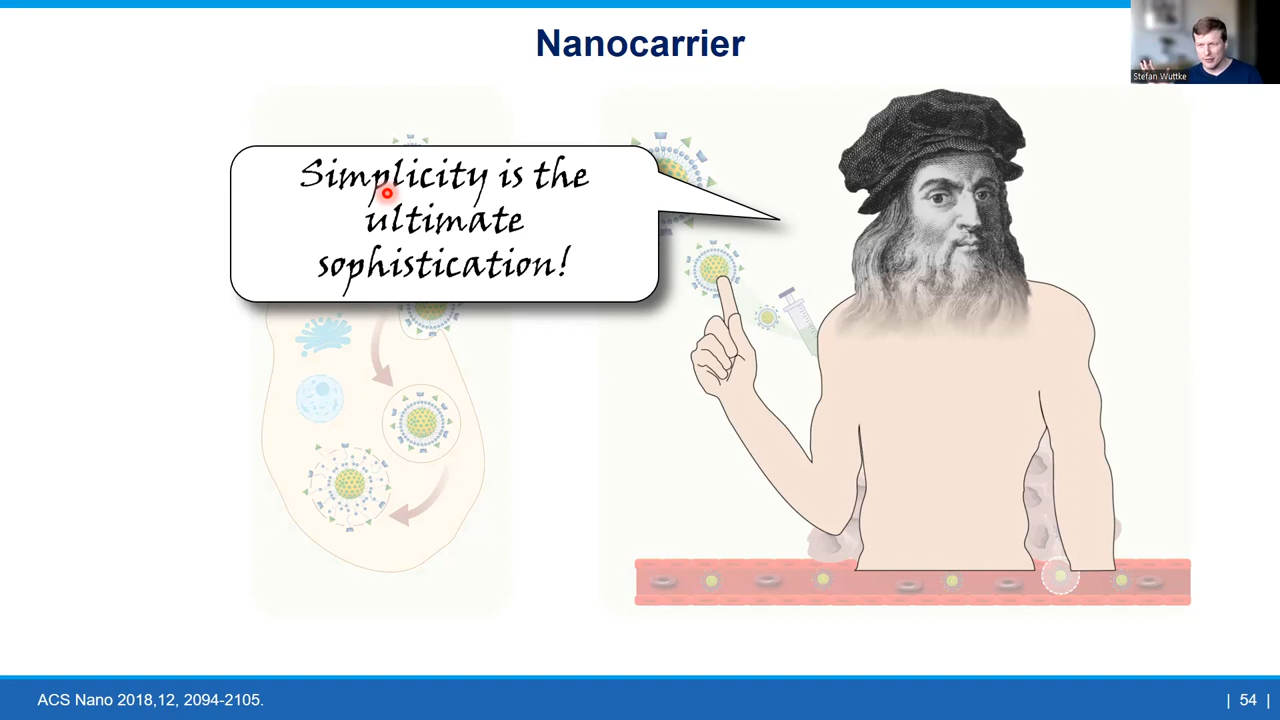 Nanocarrier
Stefan Wuttke
Simplicity is the
ultimate
sophistication!
ACS Nano 2018,12, 2094-2105.
| 54 |